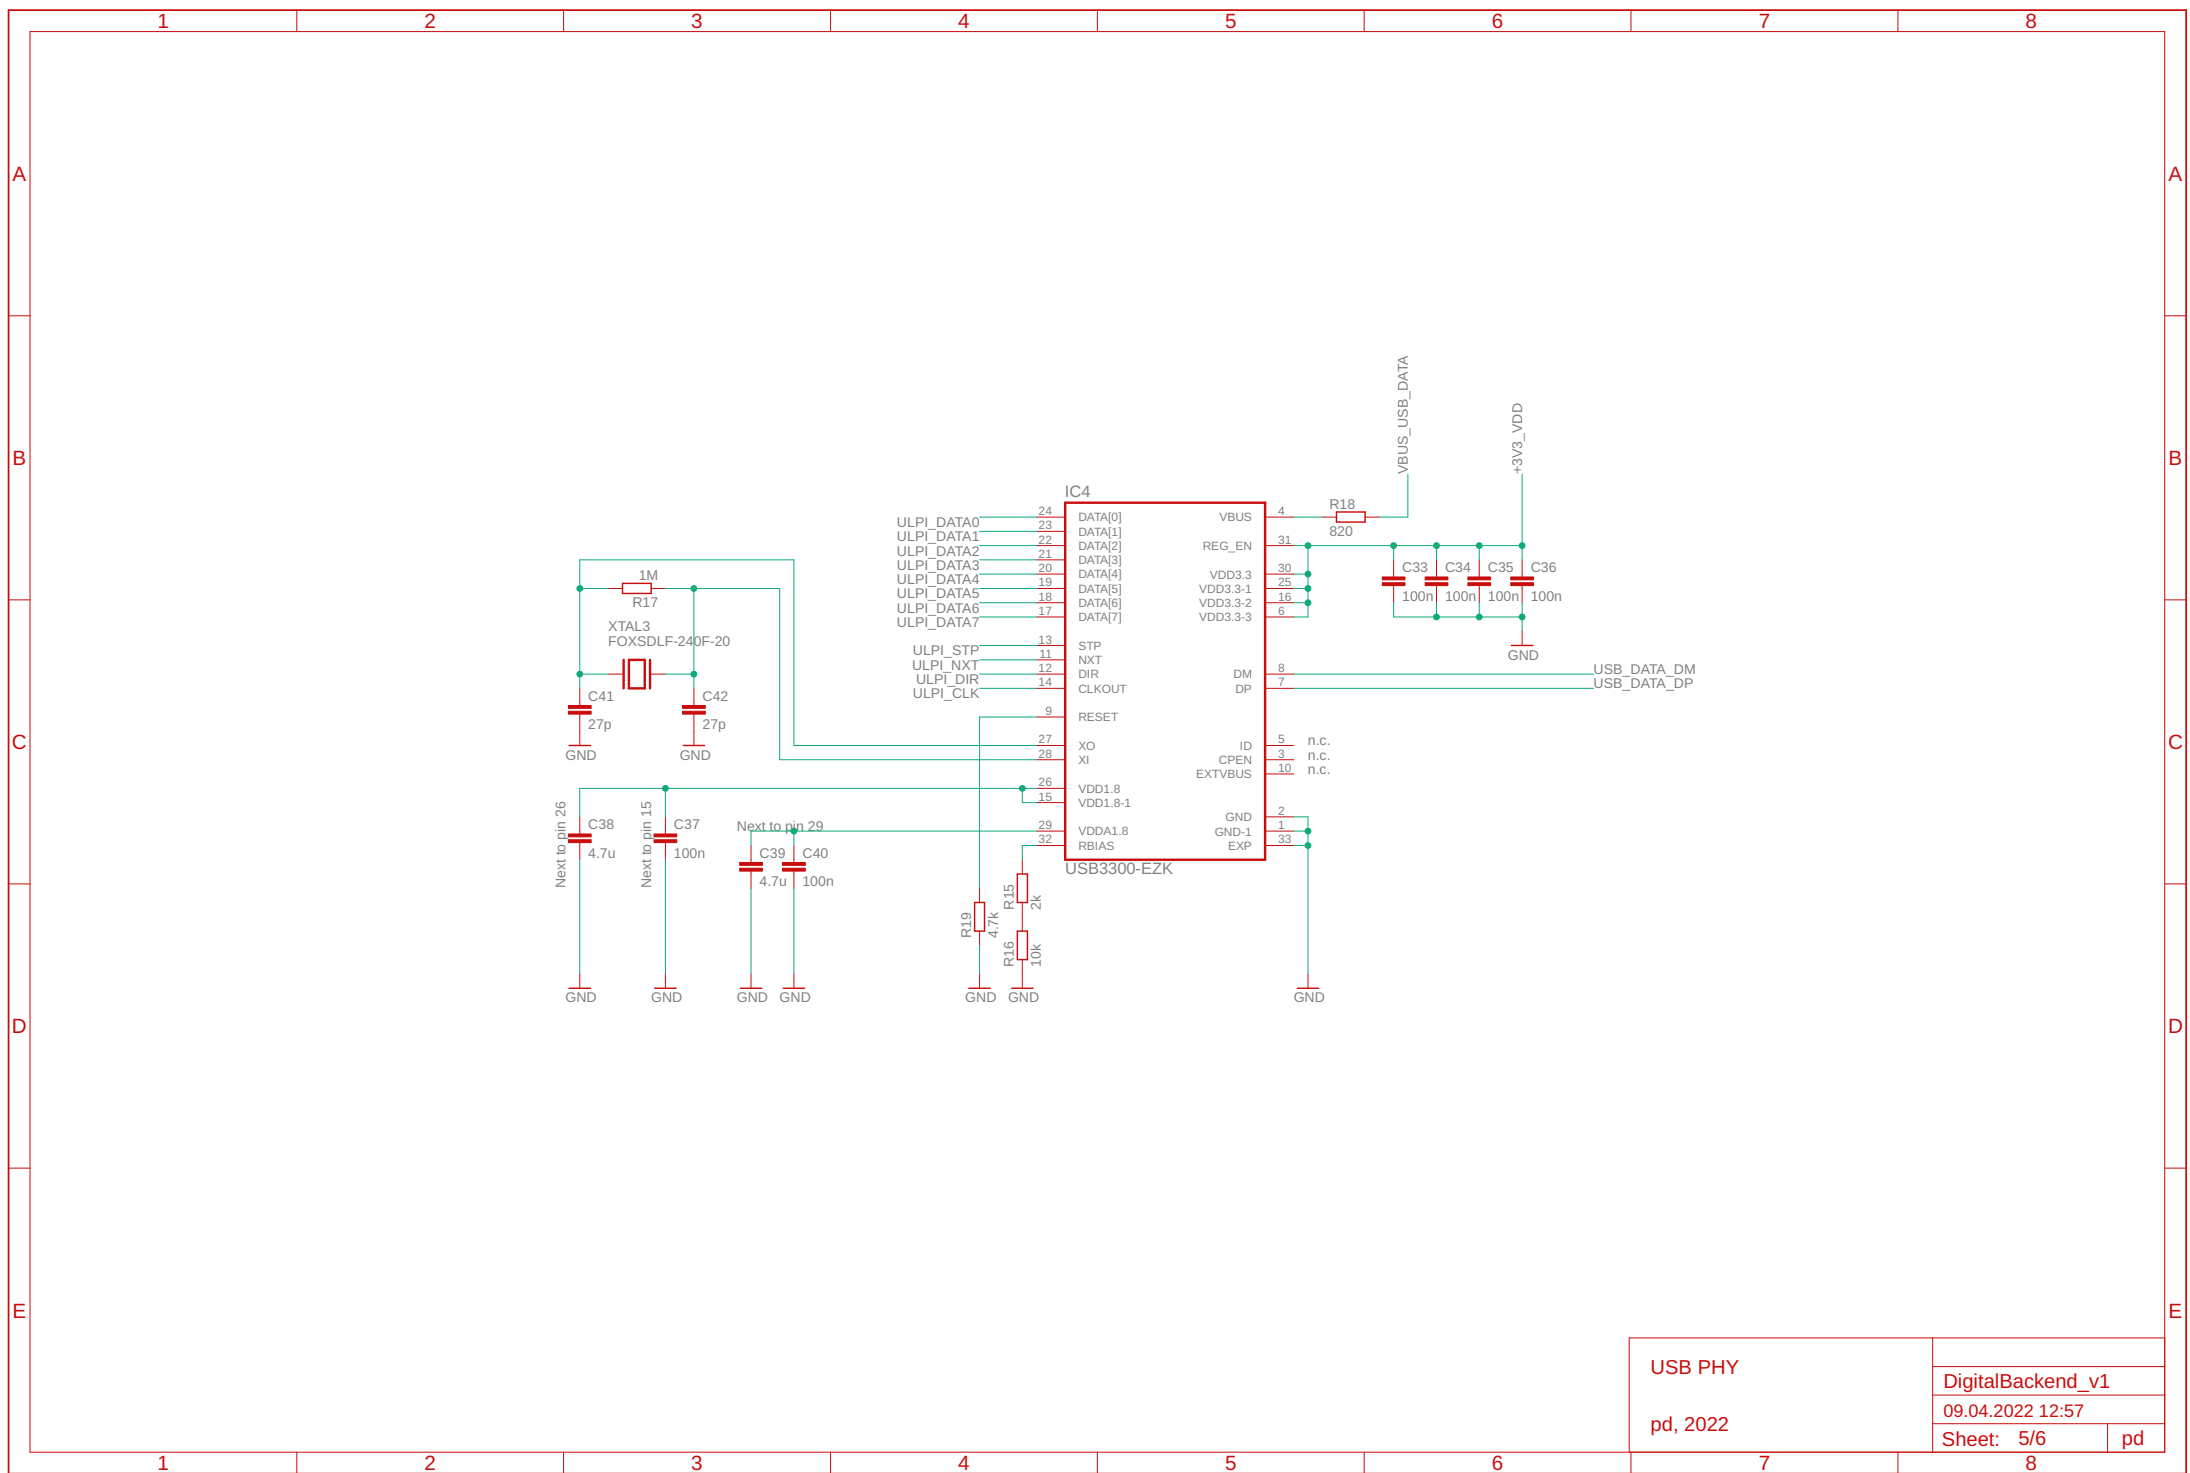 1 2 3 4 5 6 7 8
A A
B B
C C
D D
E E
VBUS_USB_DATA
+3V3_VDD
IC4
ULPI_DATA0 24 DATA[0]
ULPI_DATA1 23 DATA[1]
ULPI_DATA2 22 DATA[2]
ULPI_DATA3 21 DATA[3]
ULPI_DATA4 20 DATA[4]
ULPI_DATA5 19 DATA[5]
ULPI_DATA6 18 DATA[6]
ULPI_DATA7 17 DATA[7]
ULPI_STP 13 STP
ULPI_NXT 11 NXT
ULPI_DIR 12 DIR
ULPI_CLK 14 CLKOUT
9 RESET
27 XO
28 XI
26 VDD1.8
15 VDD1.8-1
29 VDDA1.8
32 RBIAS
VBUS 4
REG_EN 31
VDD3.3 30
VDD3.3-1 25
VDD3.3-2 16
VDD3.3-3 6
DM 8 USB_DATA_DM
DP 7 USB_DATA_DP
ID 5 n.c.
CPEN 3 n.c.
EXTVBUS 10 n.c.
GND 2
GND-1 1
EXP 33
USB3300-EZK
R18
820
C33 C34 C35 C36
100n 100n 100n 100n
GND
1M
R17
XTAL3
FOXSDLF-240F-20
C41 C42
27p 27p
GND GND
Next to pin 26
C38
4.7u
Next to pin 15
C37
100n
Next to pin 29
C39 C40
4.7u 100n
R19
4.7k
R15
2k
R16
10k
GND GND GND GND GND GND GND
USB PHY
pd, 2022
DigitalBackend_v1
09.04.2022 12:57
Sheet: 5/6 pd
1 2 3 4 5 6 7 8